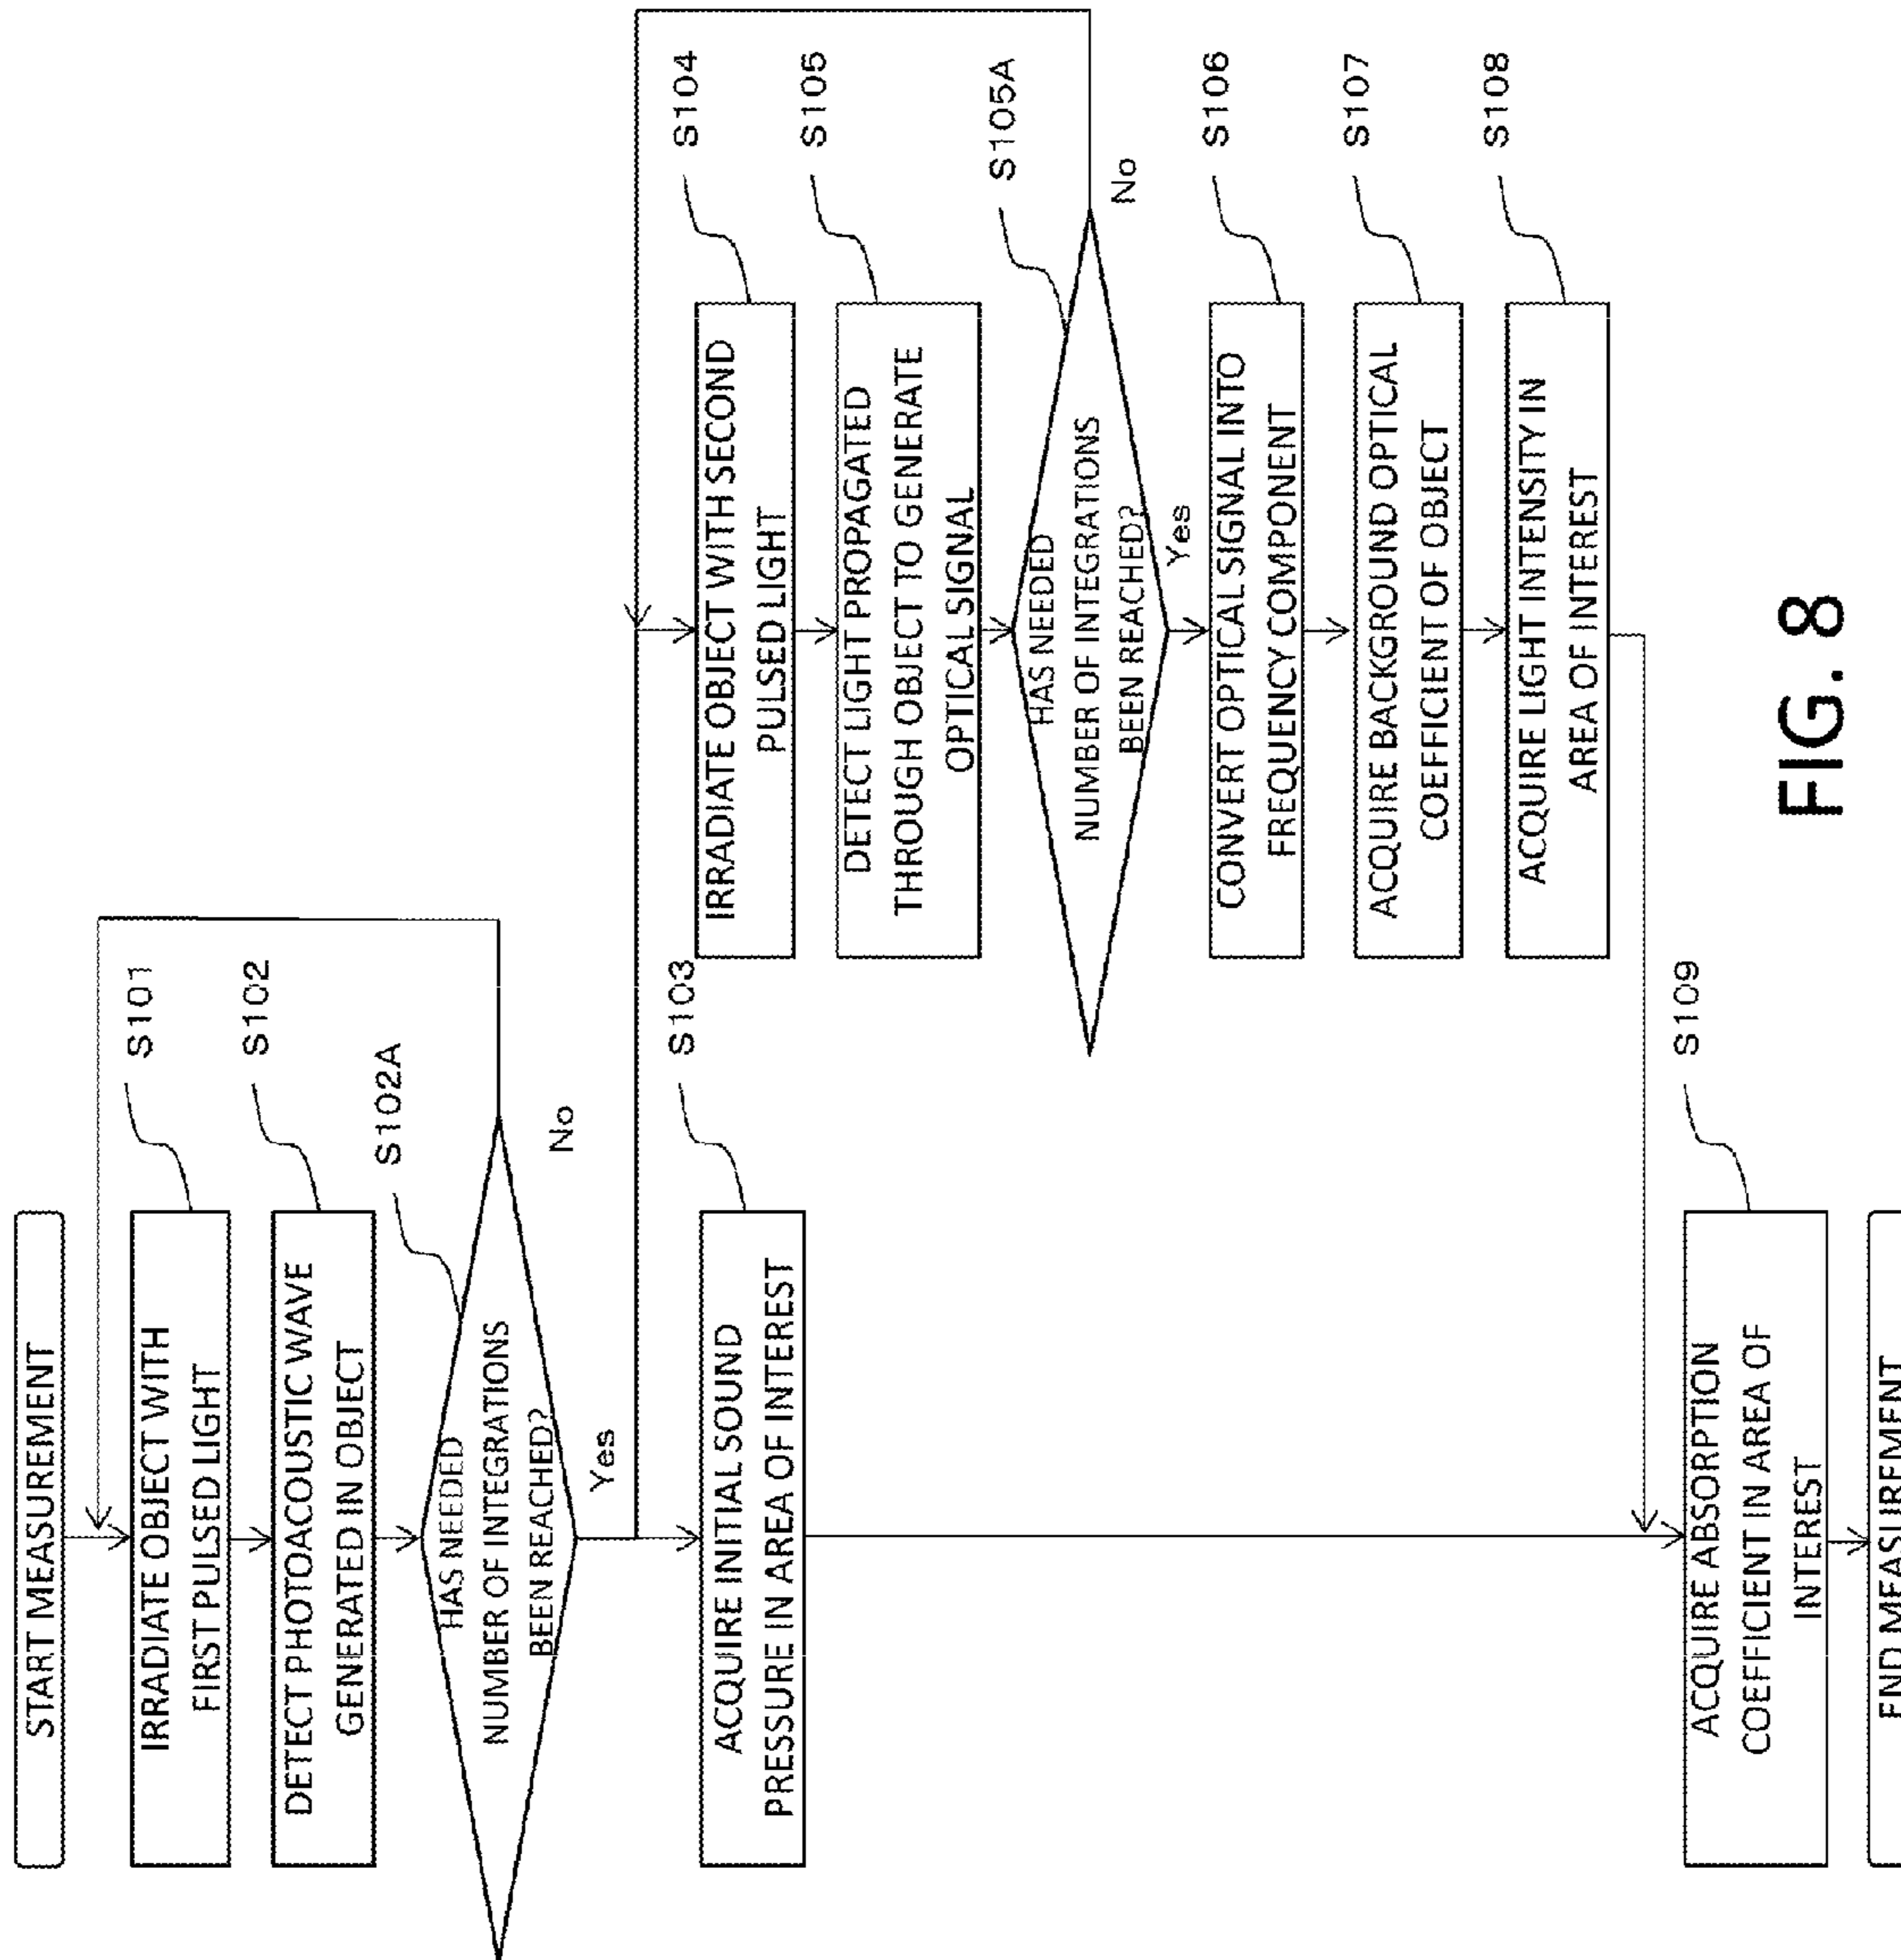 START MEASUREMENT
IRRADIATE OBJECT WITH
FIRST PULSED LIGHT
S101
DETECT PHOTOACOUSTIC WAVE
GENERATED IN OBJECT
S102
HAS NEEDED
NUMBER OF INTEGRATIONS
BEEN REACHED?
S102A
No
Yes
ACQUIRE INITIAL SOUND
PRESSURE IN AREA OF INTEREST
S103
IRRADIATE OBJECT WITH SECOND
PULSED LIGHT
S104
DETECT LIGHT PROPAGATED
THROUGH OBJECT TO GENERATE
OPTICAL SIGNAL
S105
HAS NEEDED
NUMBER OF INTEGRATIONS
BEEN REACHED?
S105A
No
Yes
CONVERT OPTICAL SIGNAL INTO
FREQUENCY COMPONENT
S106
ACQUIRE BACKGROUND OPTICAL
COEFFICIENT OF OBJECT
S107
ACQUIRE LIGHT INTENSITY IN
AREA OF INTEREST
S108
ACQUIRE ABSORPTION
COEFFICIENT IN AREA OF
INTEREST
S109
END MEASUREMENT
FIG. 8